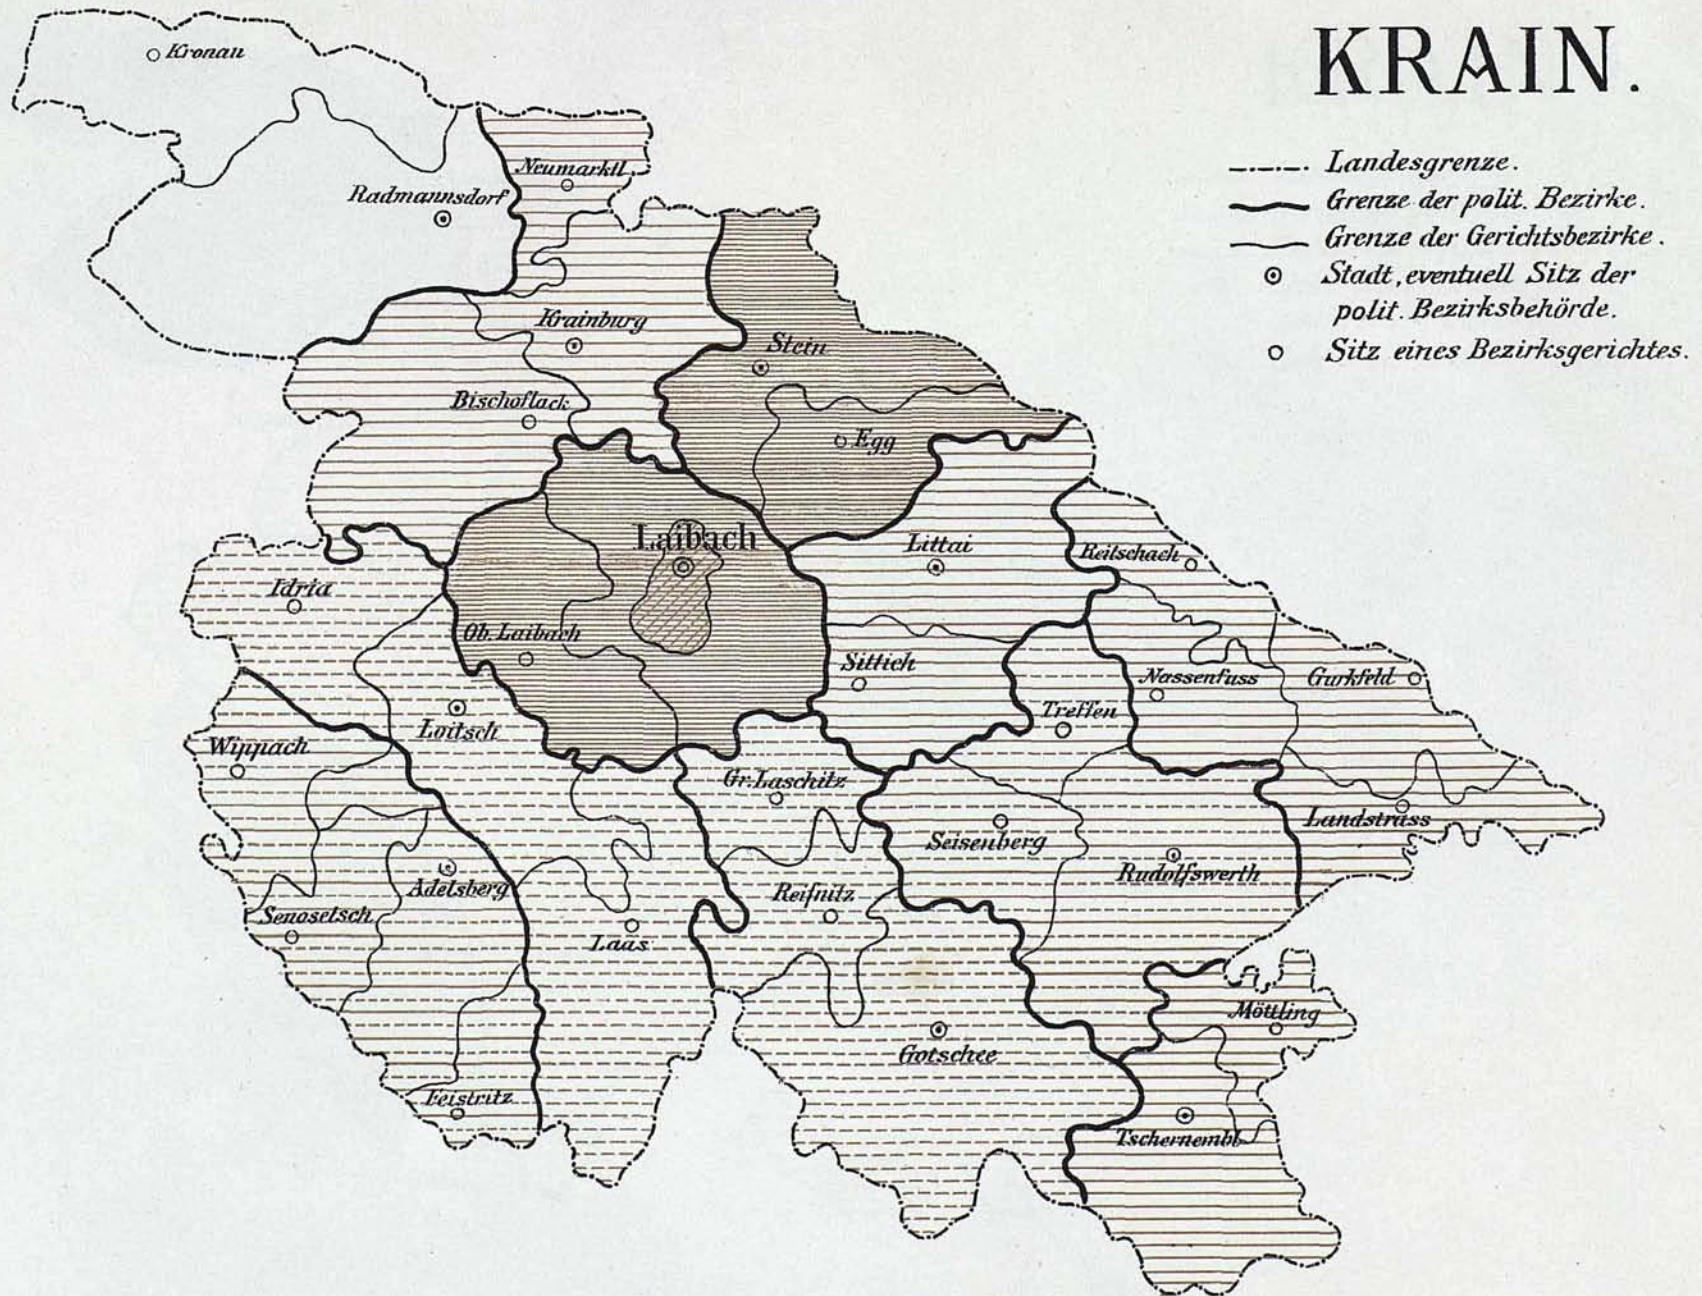 KRAIN.
Landesgrenze.
Grenze der polit. Bezirke.
Grenze der Gerichtsbezirke.
Stadt, eventuell Sitz der
polit. Bezirksbehörde.
Sitz eines Bezirksgerichtes.
Kronau
Neumarktl
Radmannsdorf
Krainburg
Stein
Bischoflack
Egg
Laibach
Littai
Reitschach
Idria
Ob. Laibach
Sittich
Nassenfuss
Gurkfeld
Treffen
Loitsch
Wippach
Gr. Laschitz
Landstrass
Seisenberg
Rudolfswerth
Adelsberg
Reifnitz
Senosetsch
Laas
Möttling
Gotschee
Feistritz
Tschernembl